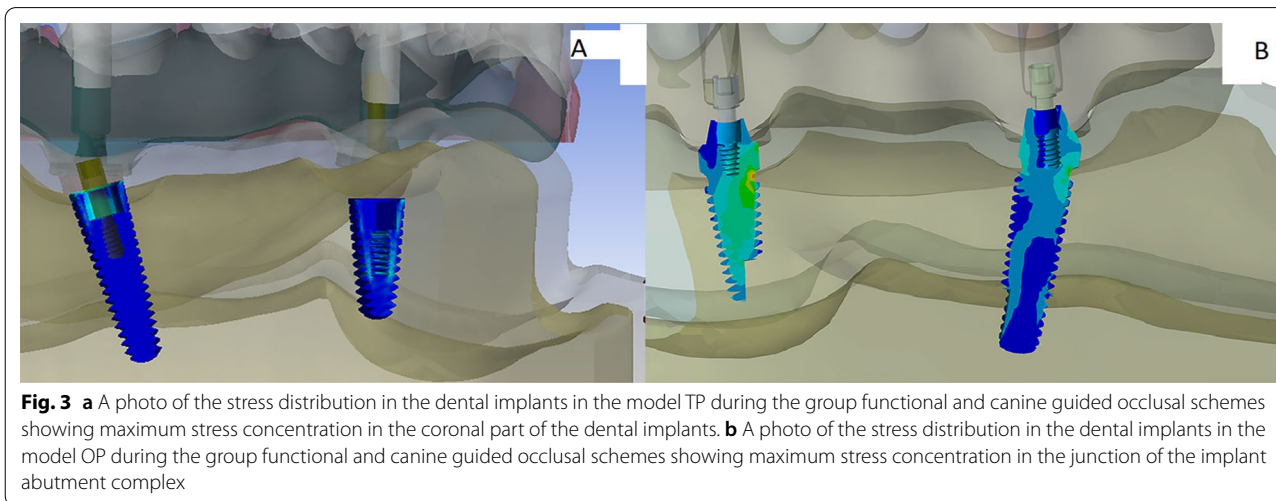 A
B
Fig. 3 a A photo of the stress distribution in the dental implants in the model TP during the group functional and canine guided occlusal schemes
showing maximum stress concentration in the coronal part of the dental implants. b A photo of the stress distribution in the dental implants in the
model OP during the group functional and canine guided occlusal schemes showing maximum stress concentration in the junction of the implant
abutment complex